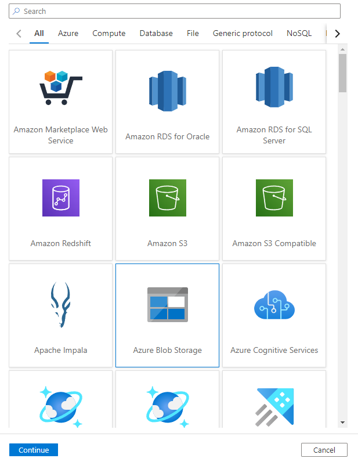 Search
All Azure Compute Database File Generic protocol NoSQL
Amazon Marketplace Web
Service
Amazon RDS for Oracle
Amazon RDS for SQL
Server
Amazon Redshift
Amazon S3
Amazon S3 Compatible
Apache Impala
Azure Blob Storage
Azure Cognitive Services
Continue
Cancel